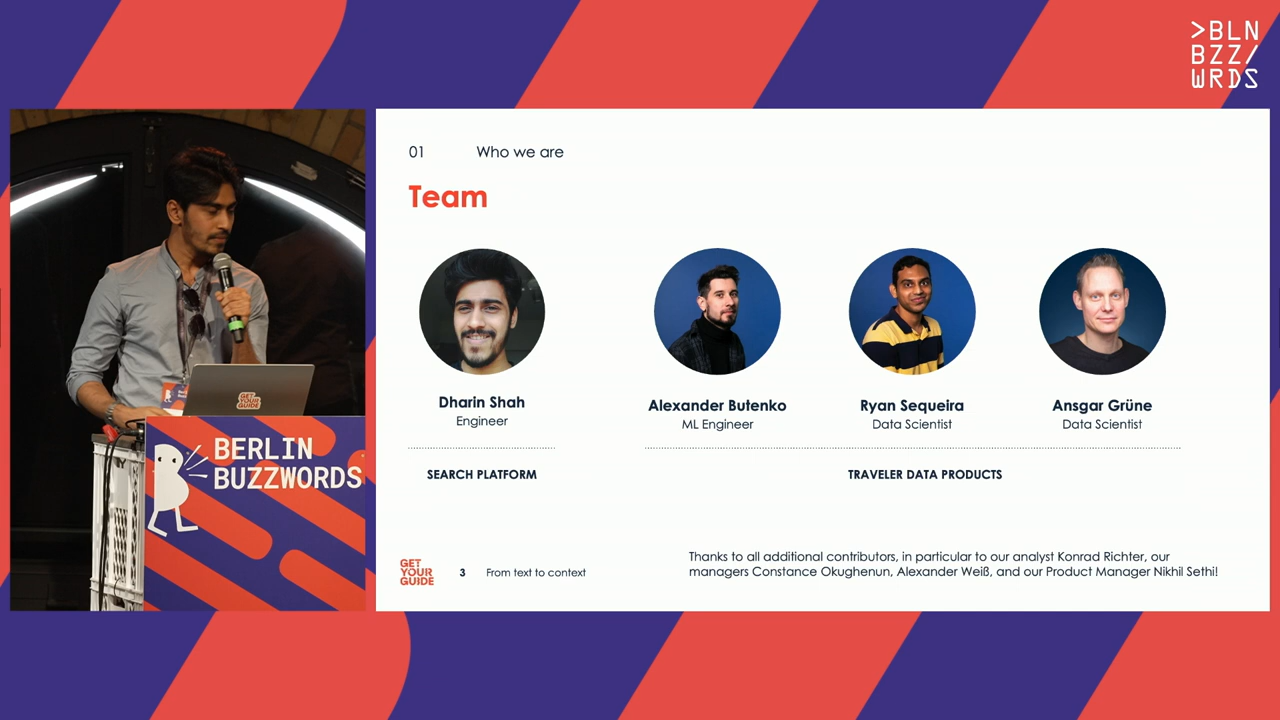 >BLN
BZZ/
WRDS
01 Who we are
Team
Dharin Shah
Engineer
Alexander Butenko
ML Engineer
Ryan Sequeira
Data Scientist
Ansgar Grüne
Data Scientist
SEARCH PLATFORM
TRAVELER DATA PRODUCTS
Thanks to all additional contributors, in particular to our analyst Konrad Richter, our
managers Constance Okughenun, Alexander Weiß, and our Product Manager Nikhil Sethi!
GET
YOUR
GUIDE
3 From text to context
GET
YOUR
GUIDE
BERLIN
BUZZWORDS